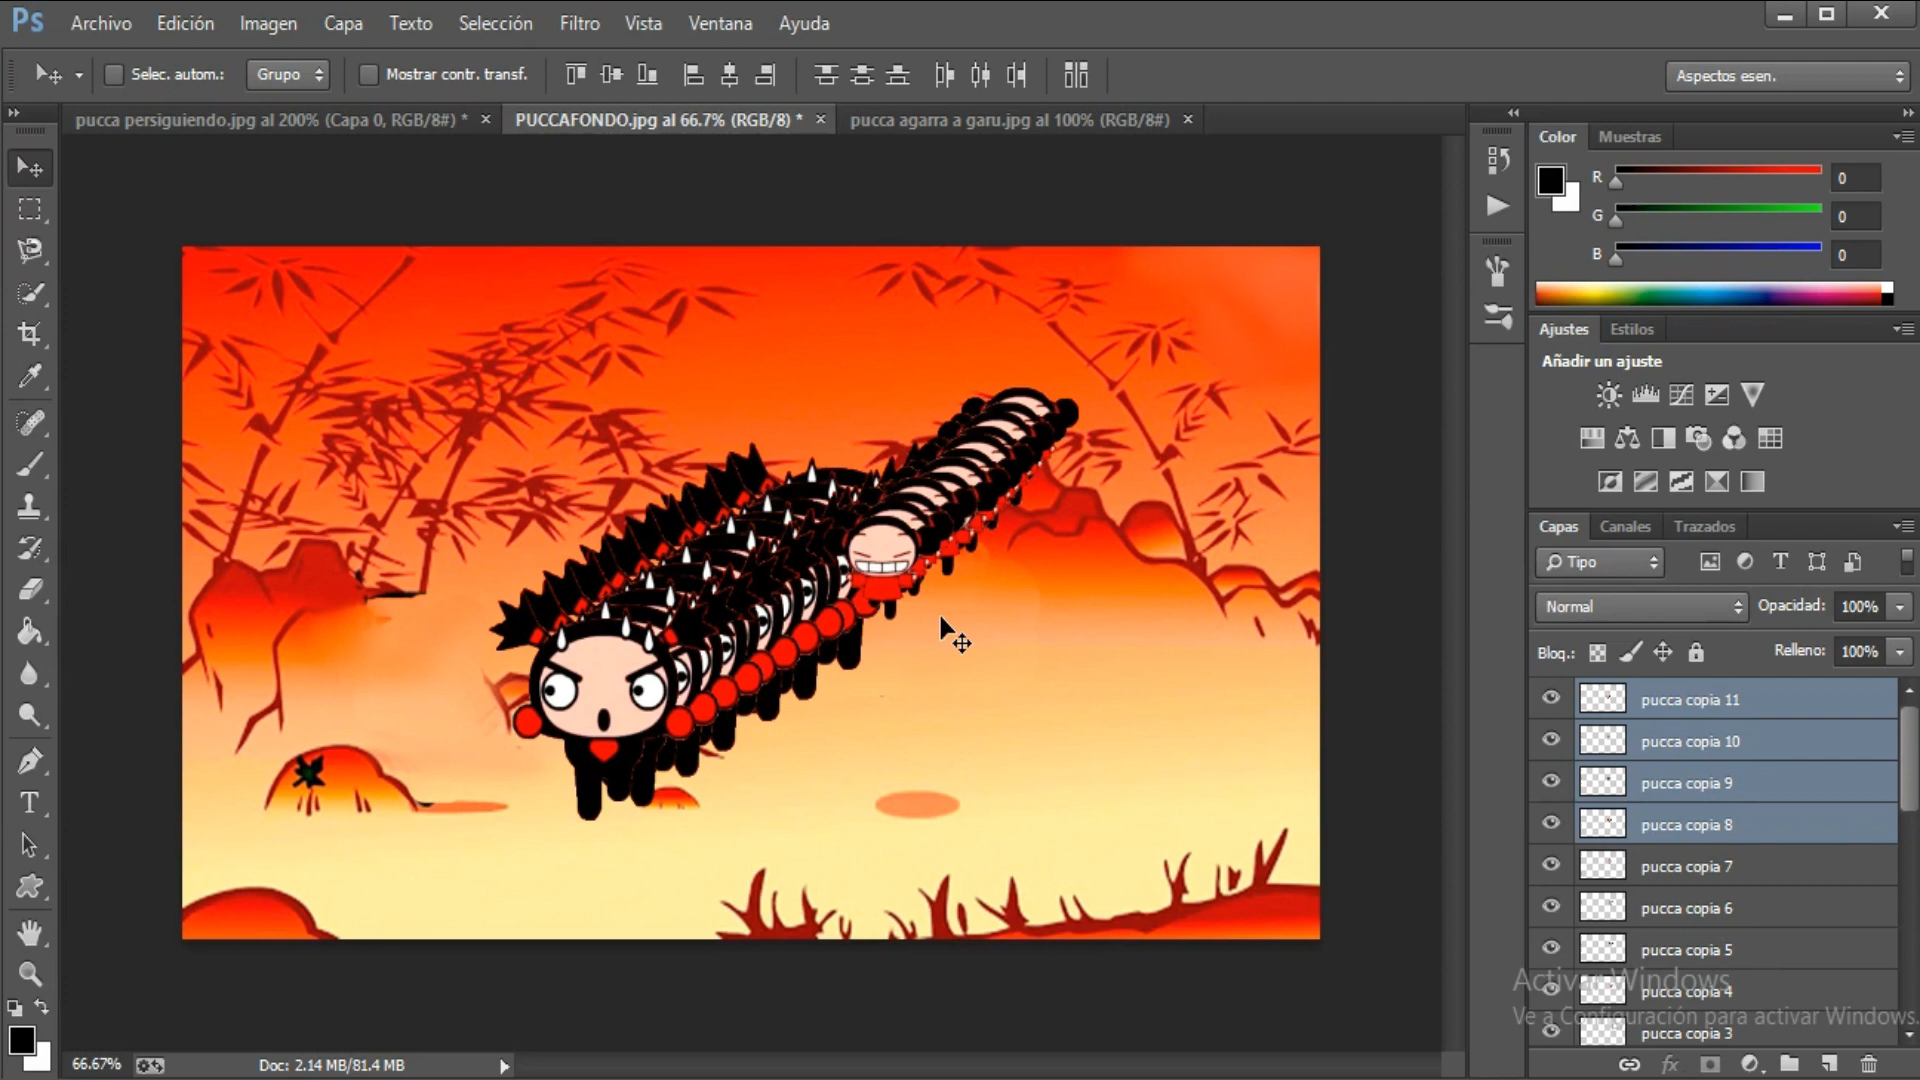 Ps Archivo Edición Imagen Capa Texto Selección Filtro Vista Ventana Ayuda
Selec. autom.: Grupo Mostrar contr. transf. Aspectos esen.
pucca persiguiendo.jpg al 200% (Capa 0, RGB/8#) * PUCCAFONDO.jpg al 66.7% (RGB/8) * pucca agarra a garu.jpg al 100% (RGB/8#)
Color Muestras
R 0
G 0
B 0
Ajustes Estilos
Añadir un ajuste
Capas Canales Trazados
Tipo
Normal Opacidad: 100%
Bloq.: Relleno: 100%
pucca copia 11
pucca copia 10
pucca copia 9
pucca copia 8
pucca copia 7
pucca copia 6
pucca copia 5
Activar Windows
pucca copia 4
Ve a Configuración para activar Windows.
pucca copia 3
66.67% Doc: 2.14 MB/81.4 MB
fx